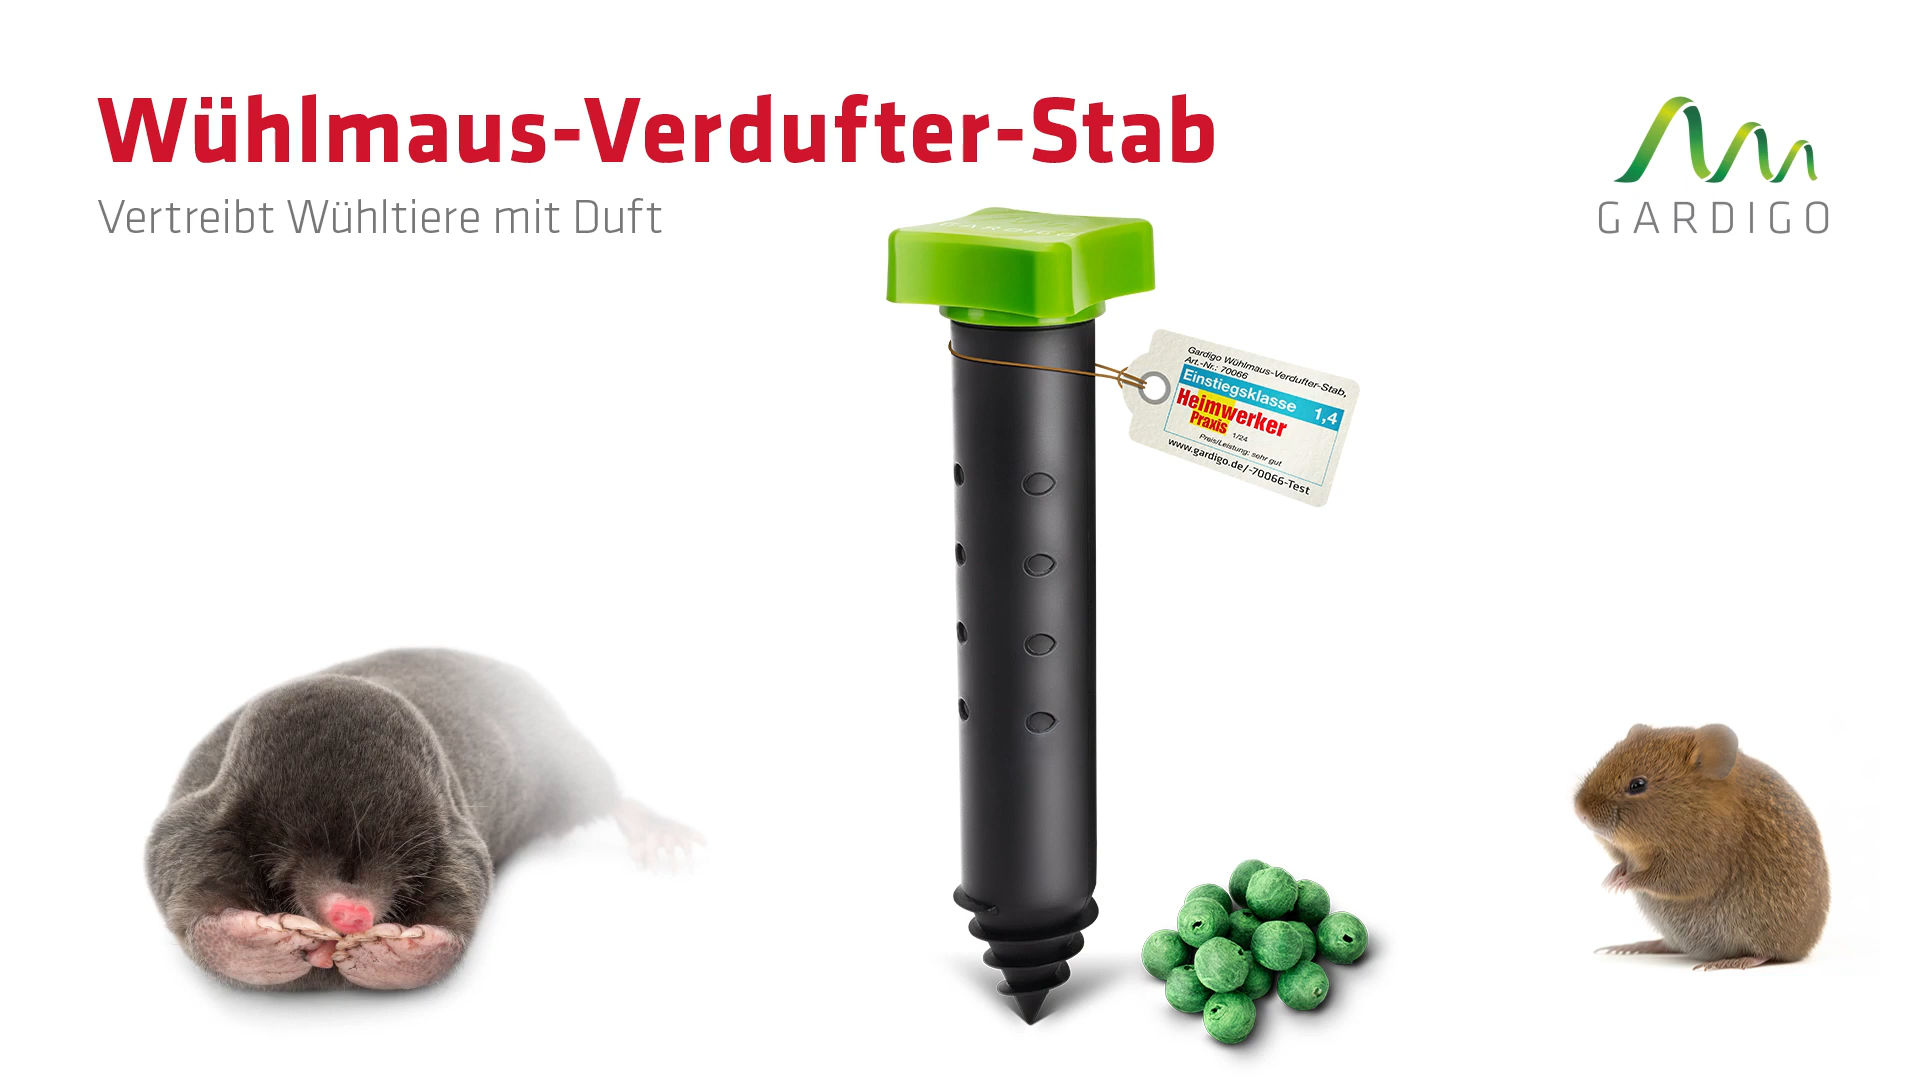 Wühlmaus-Verdufter-Stab
Vertreibt Wühltiere mit Duft
GARDIGO
GARDIGO
Gardigo Wühlmaus-Verdufter-Stab,
Art.-Nr.: 70066
Einstiegsklasse 1,4
Heimwerker
Praxis 1/24
Preis/Leistung: sehr gut
www.gardigo.de/-70066-Test